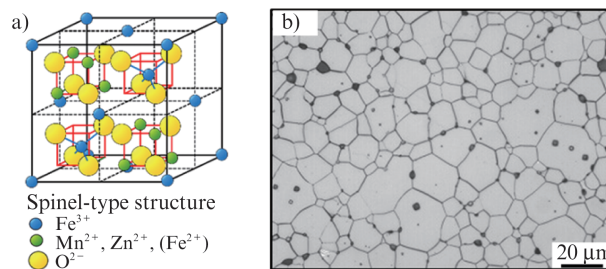 a)
Spinel-type structure
Fe³⁺
Mn²⁺, Zn²⁺, (Fe²⁺)
O²⁻
b)
20 μm